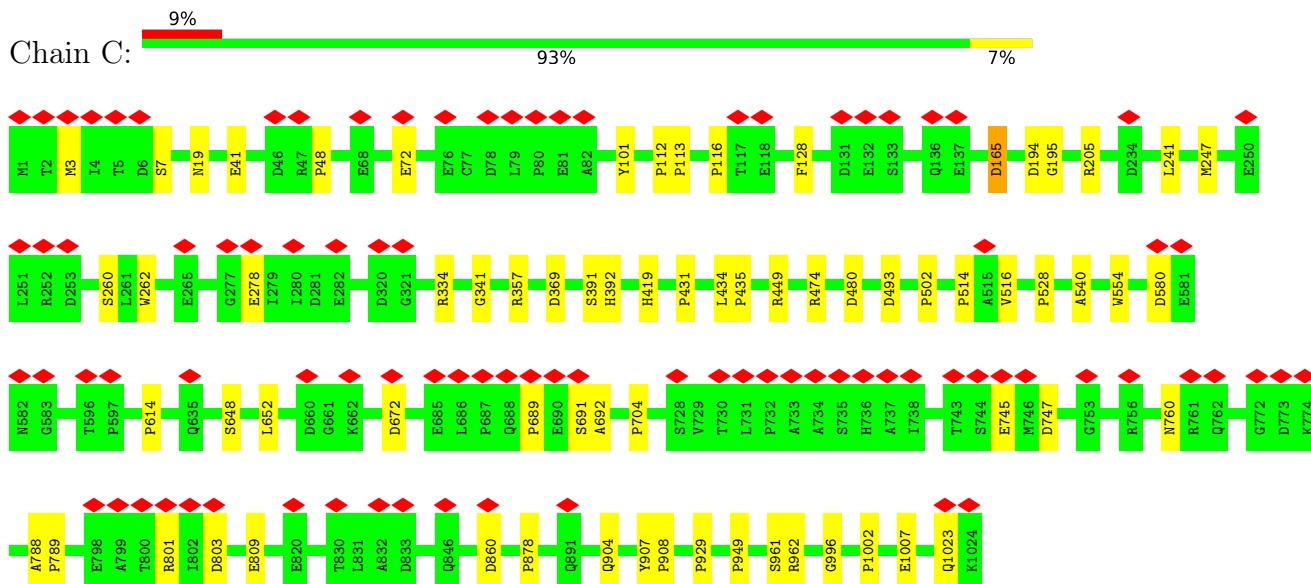 9%
Chain C:
93% 7%
M1 T2 M3 I4 T5 D6 S7 N19 E41 D46 R47 P48 E68 E72 E76 C77 D78 L79 P80 E81 A82 Y101 P112 P113 P116 T117 E118 F128 D131 E132 S133 Q136 E137 D165 D194 G195 R205 D234 L241 M247 E250
L251 R252 D253 S260 L261 W262 E265 G277 E278 I279 I280 D281 E282 D320 G321 R334 G341 R357 D369 S391 H392 H419 P431 L434 P435 R449 R474 D480 D493 P502 P514 A515 V516 P528 A540 W554 D580 E581
N582 G583 T596 P597 P614 Q635 S648 L652 D660 G661 K662 D672 E685 L686 P687 Q688 P689 E690 S691 A692 P704 S728 V729 T730 L731 P732 A733 A734 S735 H736 A737 I738 T743 S744 E745 M746 D747 G753 R756 N760 R761 Q762 G772 D773 K774
A788 P789 E798 A799 T800 R801 I802 D803 E809 E820 T830 L831 A832 D833 Q846 D860 P878 Q891 Q904 Y907 P908 P929 P949 S961 R962 G996 P1002 E1007 Q1023 K1024